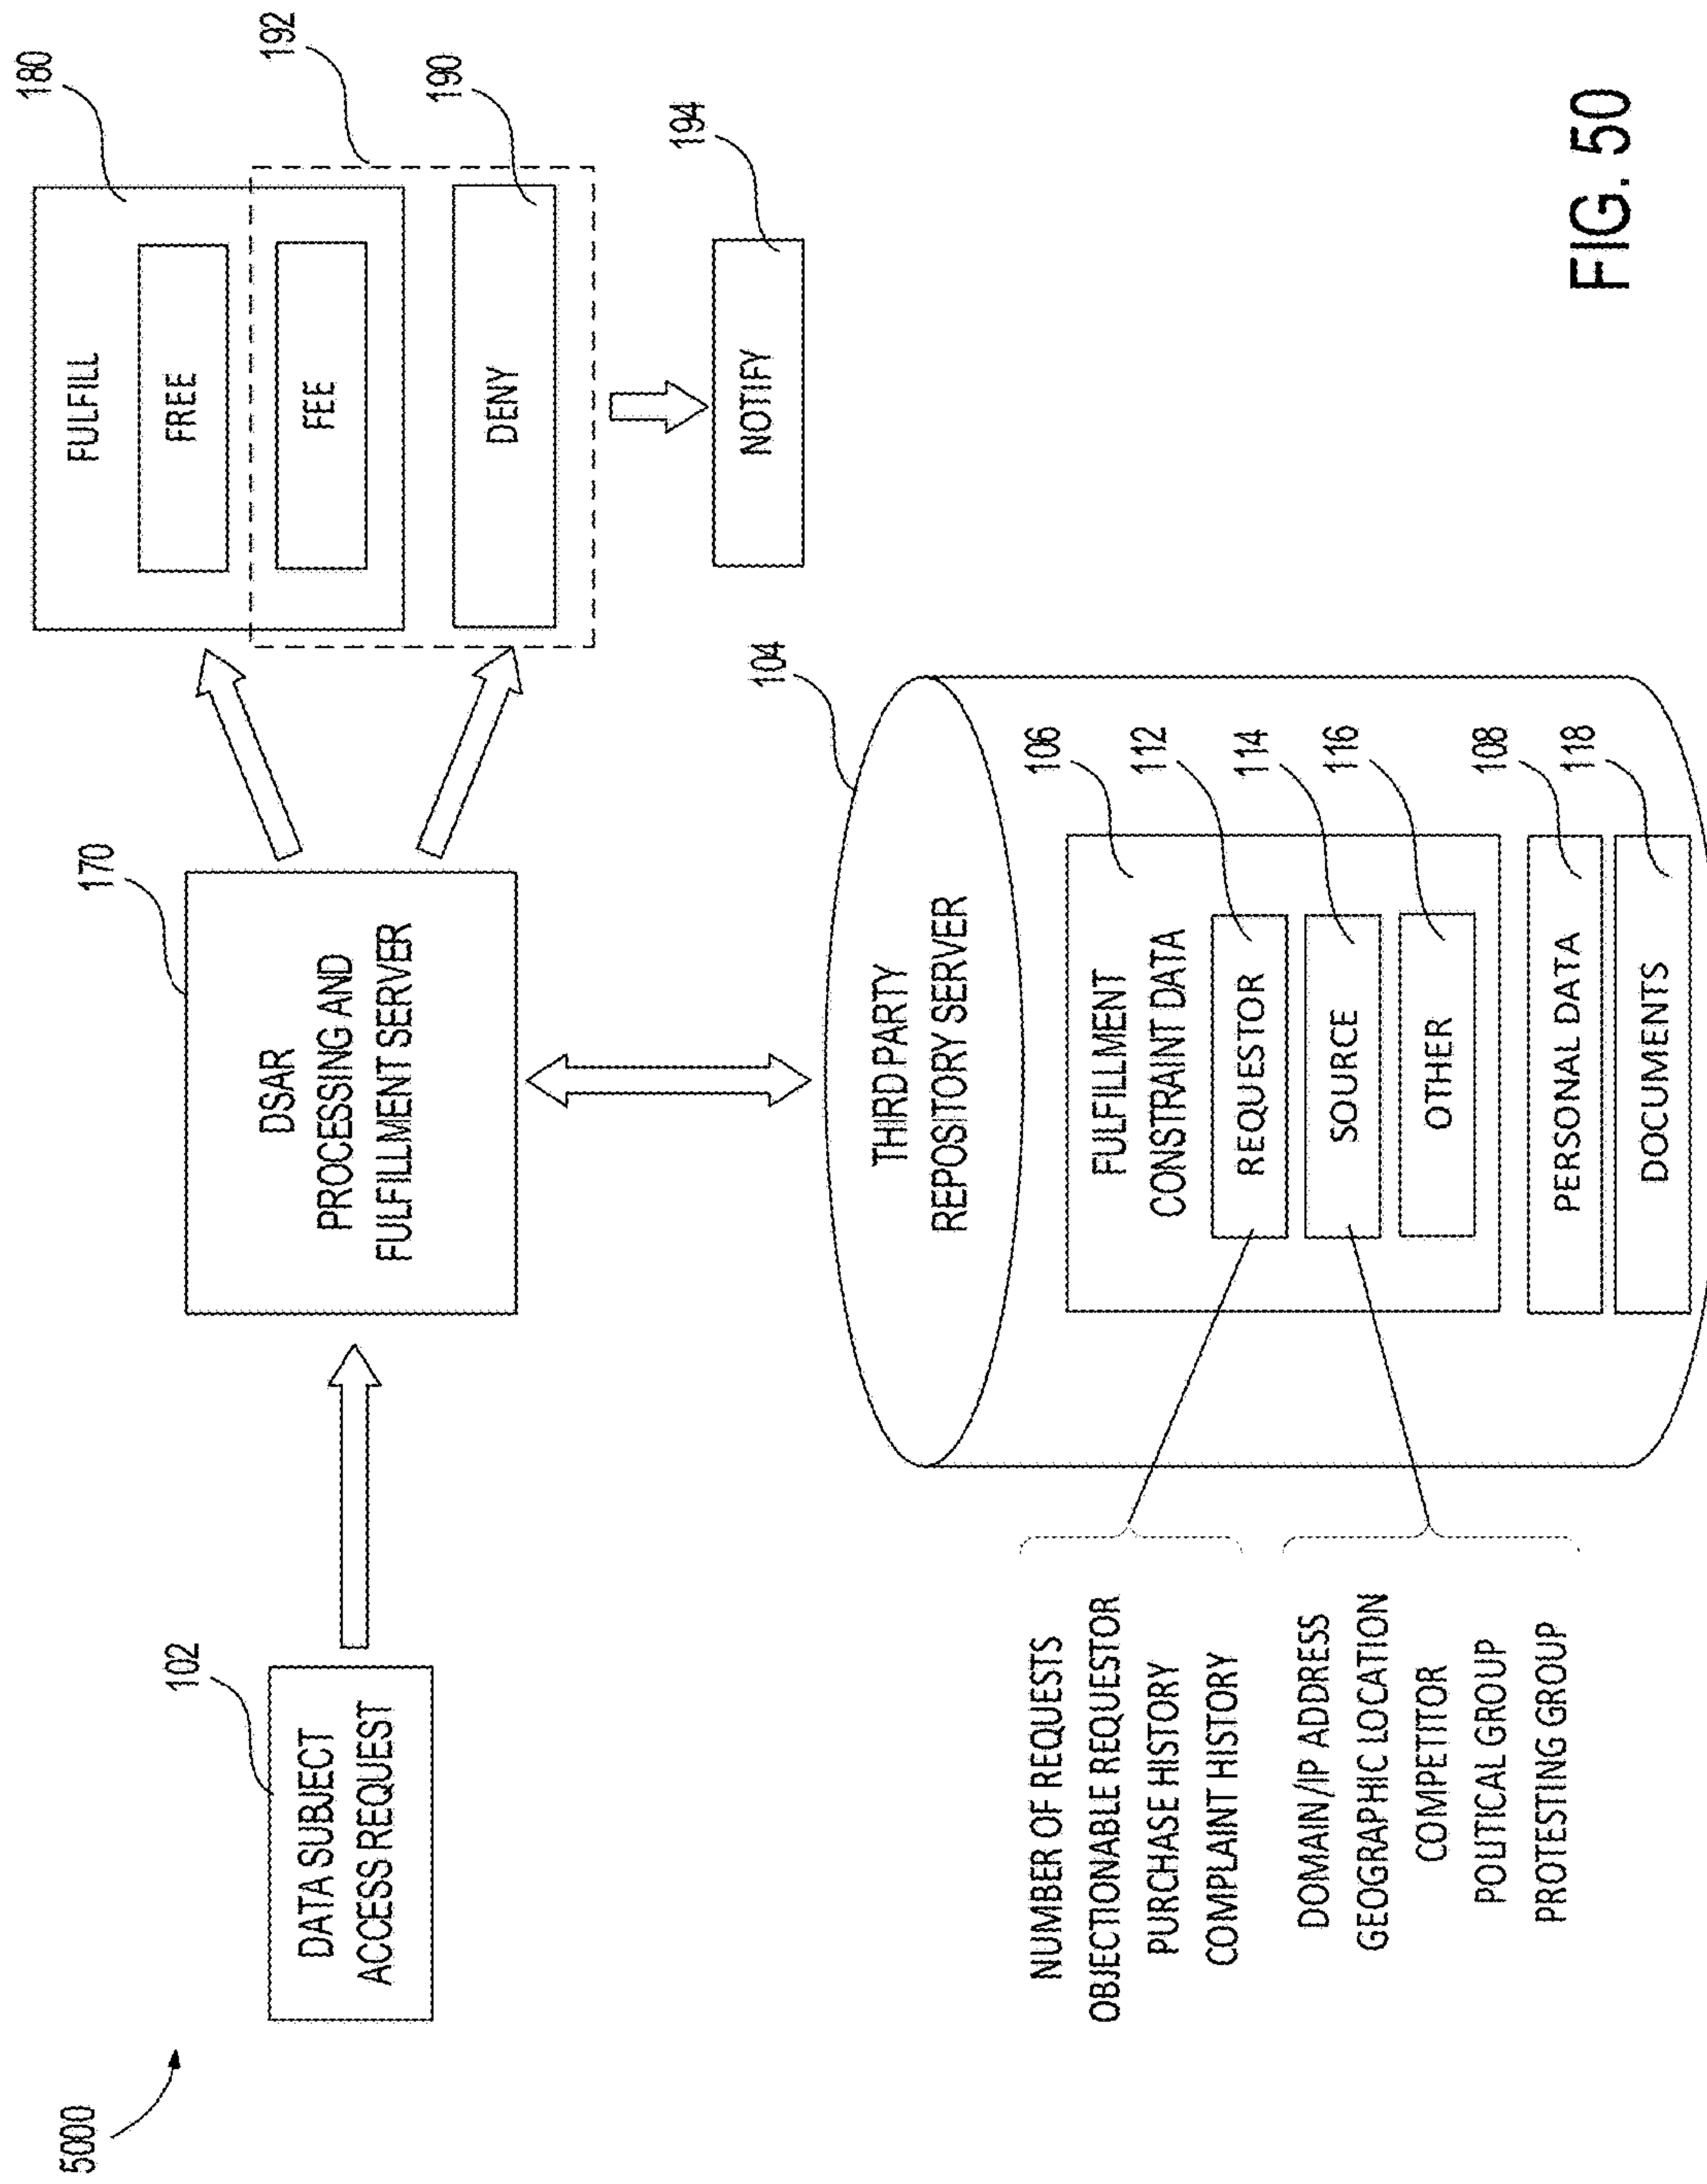 5000
102
DATA SUBJECT
ACCESS REQUEST
170
DSAR
PROCESSING AND
FULFILLMENT SERVER
180
FULFILL
FREE
FEE
192
190
DENY
194
NOTIFY
104
THIRD PARTY
REPOSITORY SERVER
106
FULFILLMENT
CONSTRAINT DATA
112
REQUESTOR
114
SOURCE
116
OTHER
108
PERSONAL DATA
118
DOCUMENTS
NUMBER OF REQUESTS
OBJECTIONABLE REQUESTOR
PURCHASE HISTORY
COMPLAINT HISTORY
DOMAIN/IP ADDRESS
GEOGRAPHIC LOCATION
COMPETITOR
POLITICAL GROUP
PROTESTING GROUP
FIG. 50